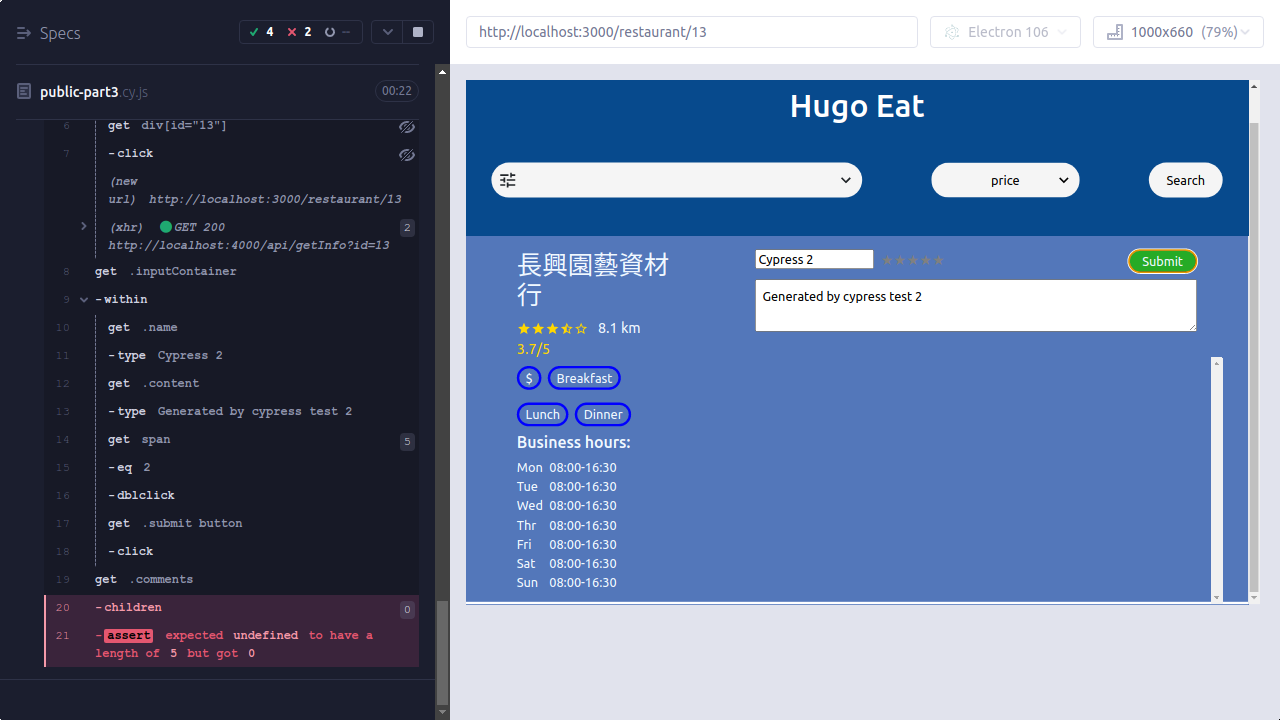 Specs
4 2 --
public-part3.cy.js 00:22
6 get div[id="13"]
7 -click
(new
url) http://localhost:3000/restaurant/13
(xhr) GET 200 2
http://localhost:4000/api/getInfo?id=13
8 get .inputContainer
9 -within
10 get .name
11 -type Cypress 2
12 get .content
13 -type Generated by cypress test 2
14 get span 5
15 -eq 2
16 -dblclick
17 get .submit button
18 -click
19 get .comments
20 -children 0
21 -assert expected undefined to have a
length of 5 but got 0
http://localhost:3000/restaurant/13
Electron 106
1000x660 (79%)
Hugo Eat
price
Search
長興園藝資材
行
8.1 km
3.7/5
$ Breakfast
Lunch Dinner
Business hours:
Mon 08:00-16:30
Tue 08:00-16:30
Wed 08:00-16:30
Thr 08:00-16:30
Fri 08:00-16:30
Sat 08:00-16:30
Sun 08:00-16:30
Cypress 2
Submit
Generated by cypress test 2